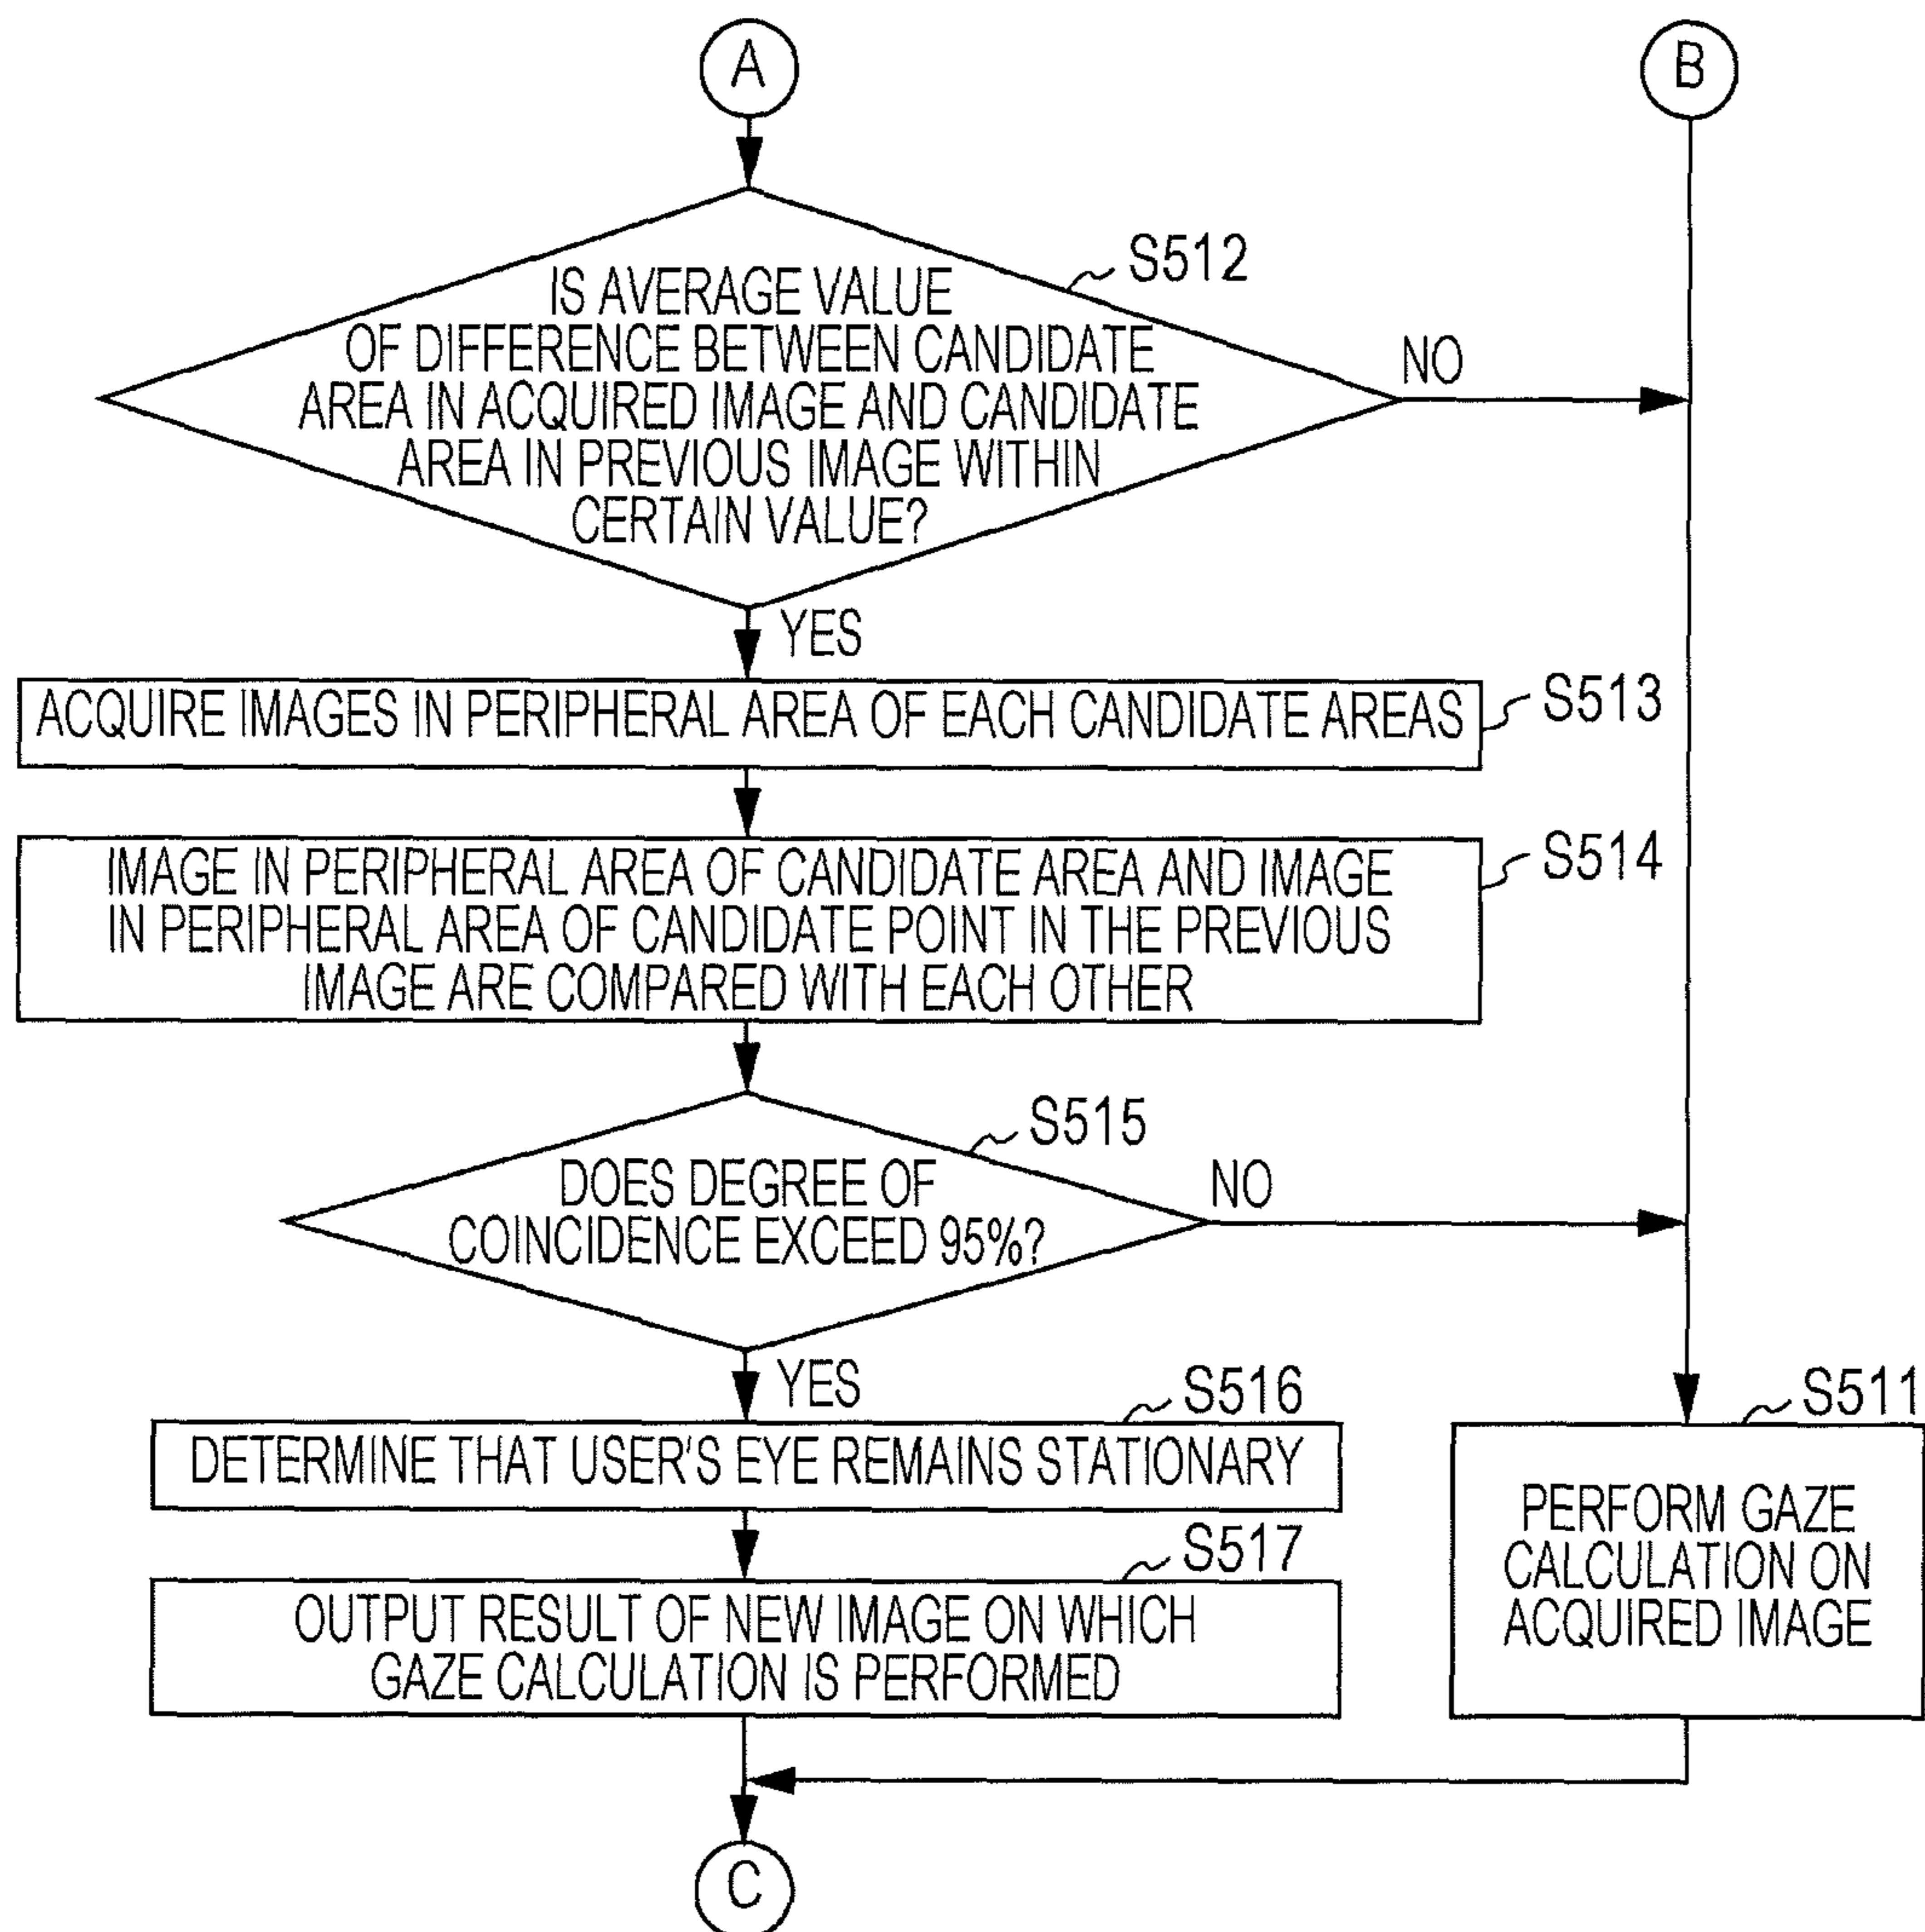 A
B
S512
IS AVERAGE VALUE
OF DIFFERENCE BETWEEN CANDIDATE
AREA IN ACQUIRED IMAGE AND CANDIDATE
AREA IN PREVIOUS IMAGE WITHIN
CERTAIN VALUE?
NO
YES
ACQUIRE IMAGES IN PERIPHERAL AREA OF EACH CANDIDATE AREAS
S513
IMAGE IN PERIPHERAL AREA OF CANDIDATE AREA AND IMAGE
IN PERIPHERAL AREA OF CANDIDATE POINT IN THE PREVIOUS
IMAGE ARE COMPARED WITH EACH OTHER
S514
S515
DOES DEGREE OF
COINCIDENCE EXCEED 95%?
NO
YES
S516
DETERMINE THAT USER'S EYE REMAINS STATIONARY
S517
OUTPUT RESULT OF NEW IMAGE ON WHICH
GAZE CALCULATION IS PERFORMED
S511
PERFORM GAZE
CALCULATION ON
ACQUIRED IMAGE
C